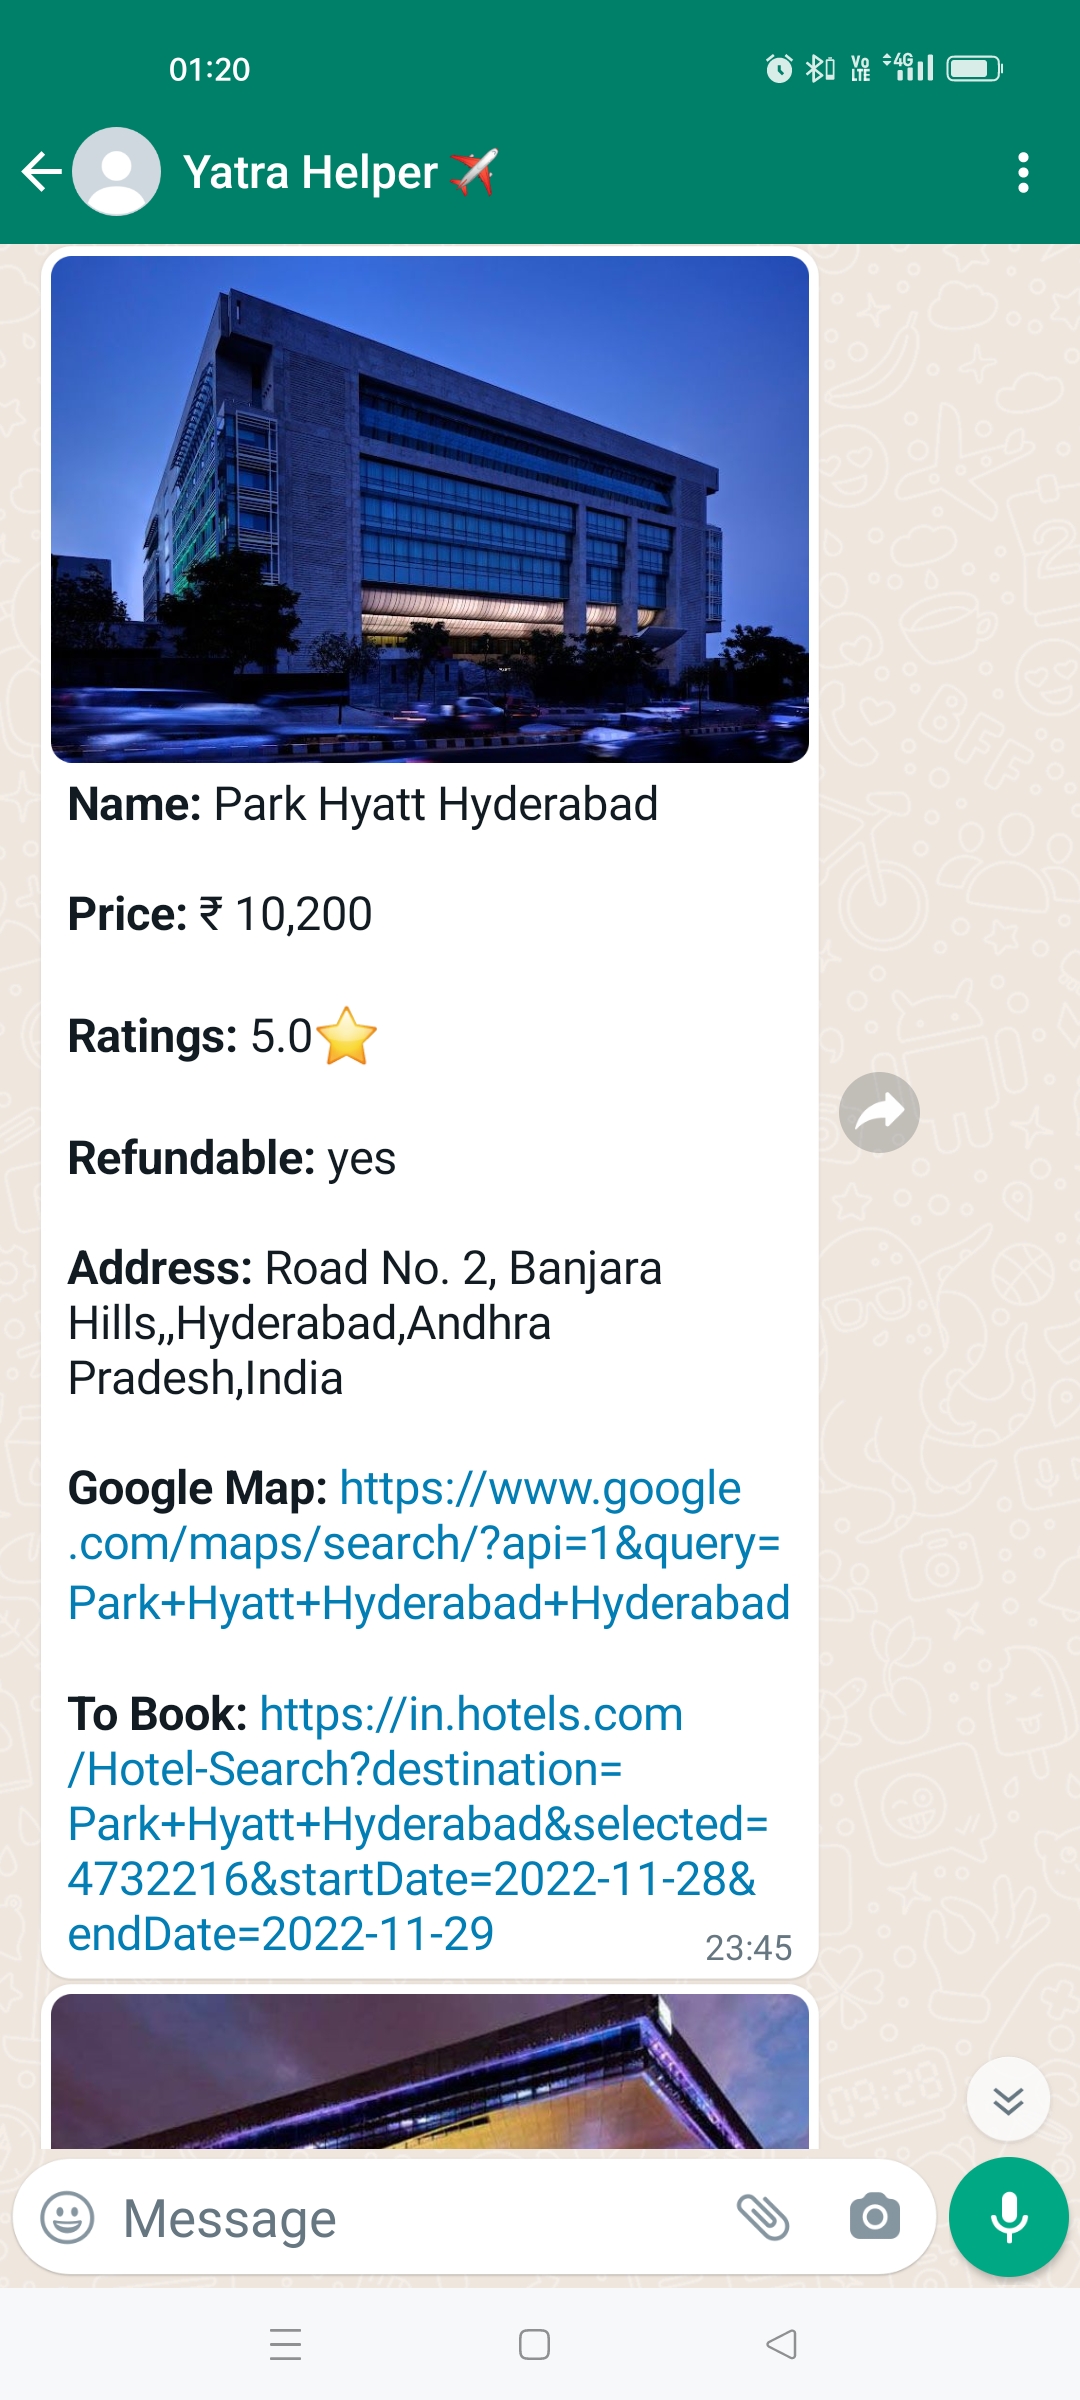 01:20
Vo LTE 4G
Yatra Helper
Name: Park Hyatt Hyderabad
Price: ₹ 10,200
Ratings: 5.0⭐
Refundable: yes
Address: Road No. 2, Banjara
Hills,,Hyderabad,Andhra
Pradesh,India
Google Map: https://www.google
.com/maps/search/?api=1&query=
Park+Hyatt+Hyderabad+Hyderabad
To Book: https://in.hotels.com
/Hotel-Search?destination=
Park+Hyatt+Hyderabad&selected=
4732216&startDate=2022-11-28&
endDate=2022-11-29
23:45
Message